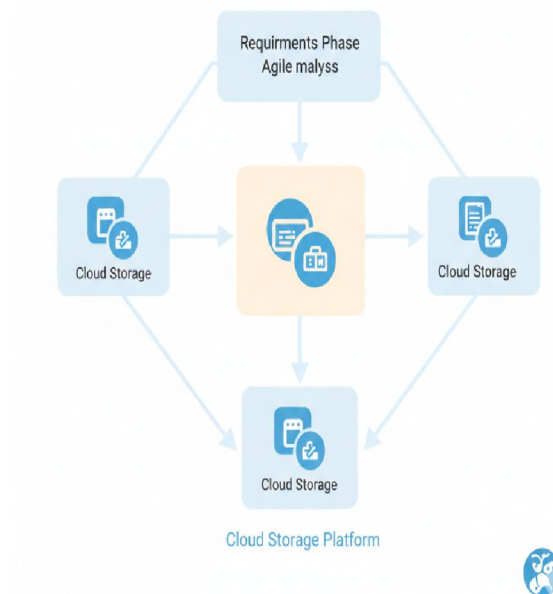 Requirments Phase
Agile malyss
Cloud Storage
Cloud Storage
Cloud Storage
Cloud Storage Platform